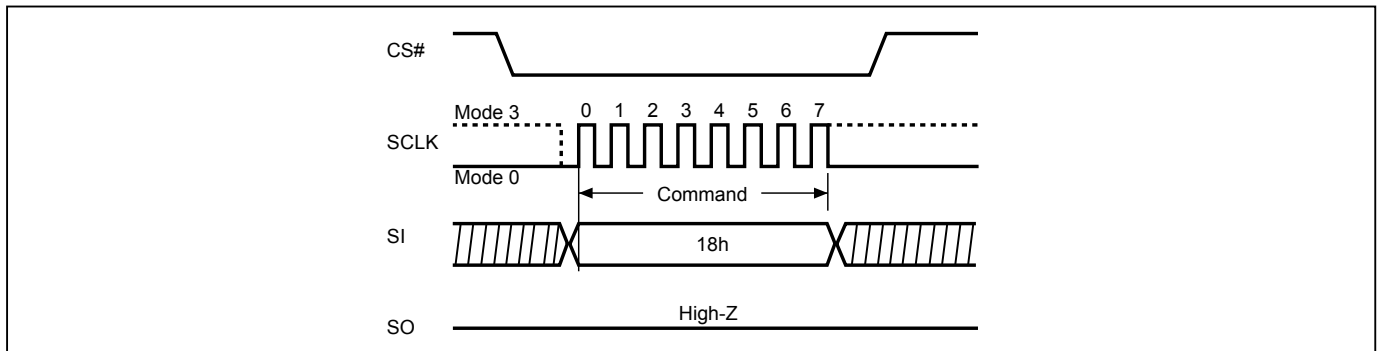 CS#
Mode 3
0 1 2 3 4 5 6 7
SCLK
Mode 0
Command
SI
18h
High-Z
SO